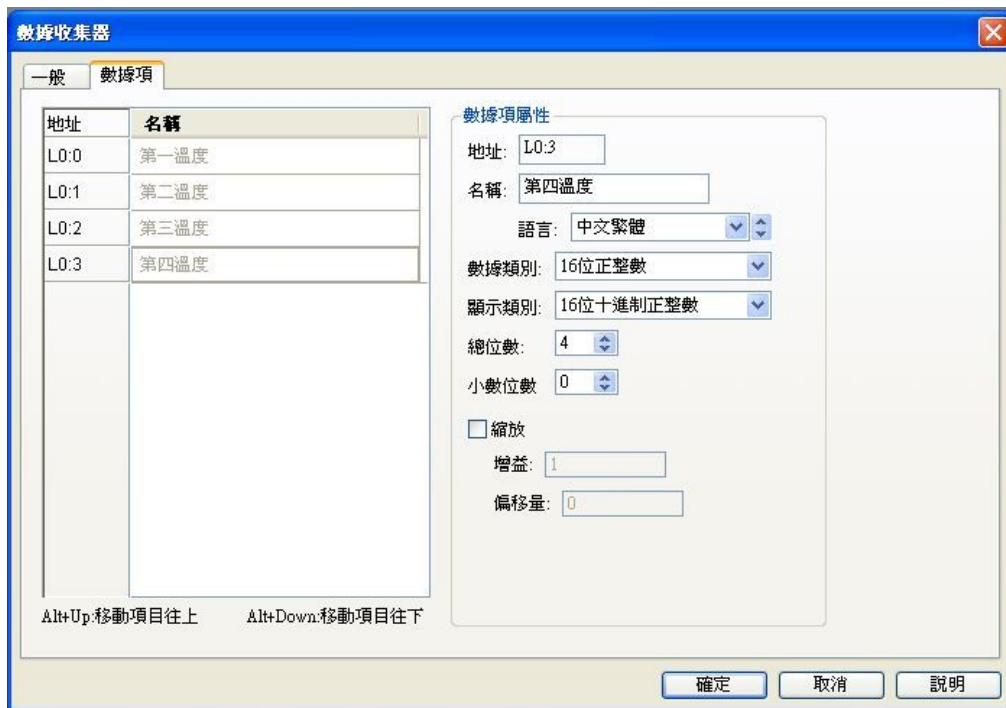 數據收集器
一般 數據項
地址 名稱
L0:0 第一溫度
L0:1 第二溫度
L0:2 第三溫度
L0:3 第四溫度
Alt+Up:移動項目往上 Alt+Down:移動項目往下
數據項屬性
地址: L0:3
名稱: 第四溫度
語言: 中文繁體
數據類別: 16位正整數
顯示類別: 16位十進制正整數
總位數: 4
小數位數 0
縮放
增益: 1
偏移量: 0
確定 取消 説明